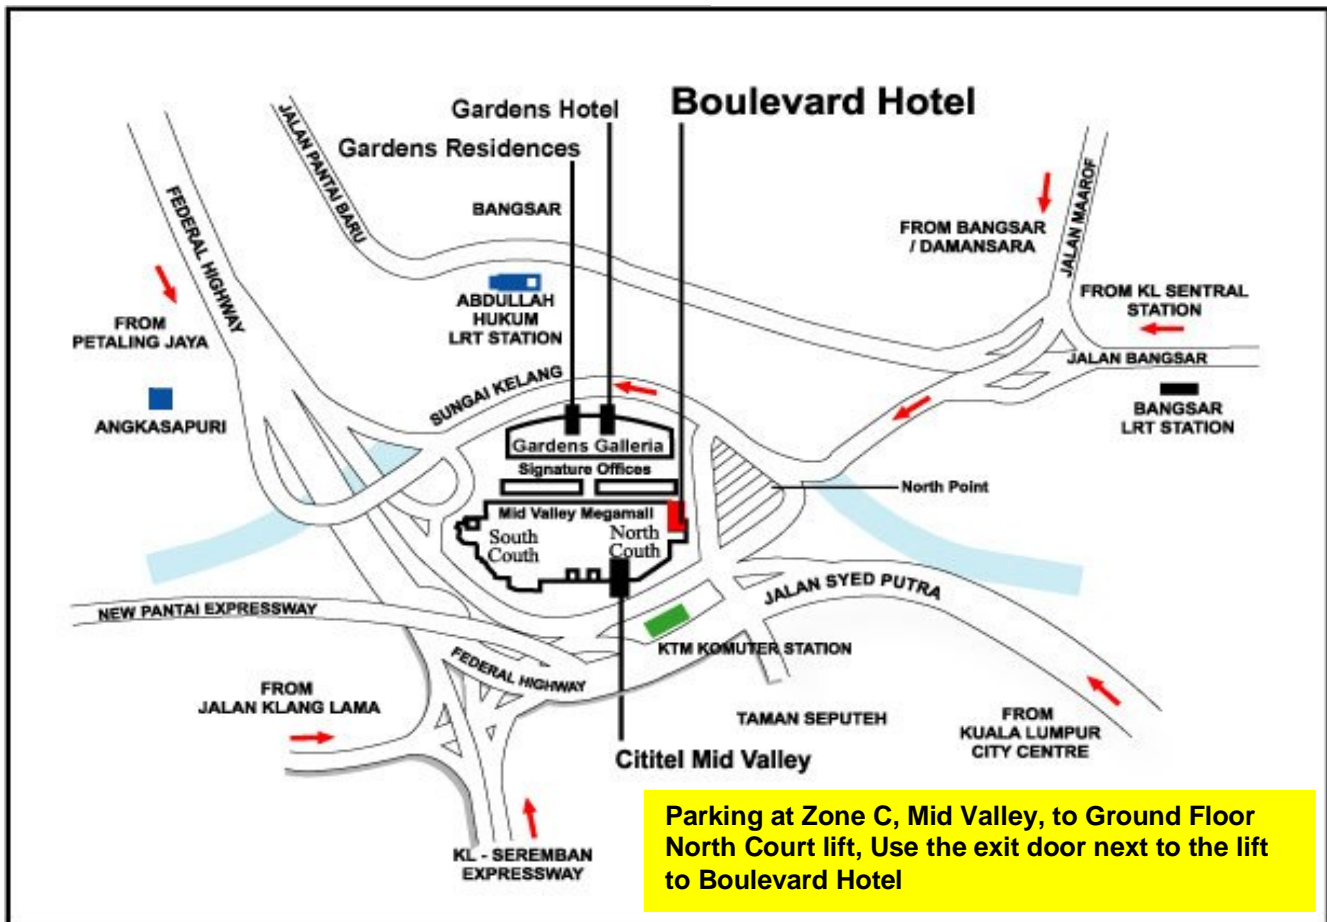 Boulevard Hotel
Gardens Hotel
Gardens Residences
JALAN PANTAI BARU
FEDERAL HIGHWAY
BANGSAR
FROM BANGSAR
/ DAMANSARA
JALAN MAAROF
FROM KL SENTRAL
STATION
JALAN BANGSAR
BANGSAR
LRT STATION
FROM
PETALING JAYA
ANGKASAPURI
ABDULLAH
HUKUM
LRT STATION
SUNGAI KELANG
Gardens Galleria
Signature Offices
North Point
Mid Valley Megamall
South
Couth
North
Couth
JALAN SYED PUTRA
NEW PANTAI EXPRESSWAY
KTM KOMUTER STATION
FEDERAL HIGHWAY
FROM
JALAN KLANG LAMA
TAMAN SEPUTEH
FROM
KUALA LUMPUR
CITY CENTRE
Cititel Mid Valley
KL - SEREMBAN
EXPRESSWAY
Parking at Zone C, Mid Valley, to Ground Floor
North Court lift, Use the exit door next to the lift
to Boulevard Hotel